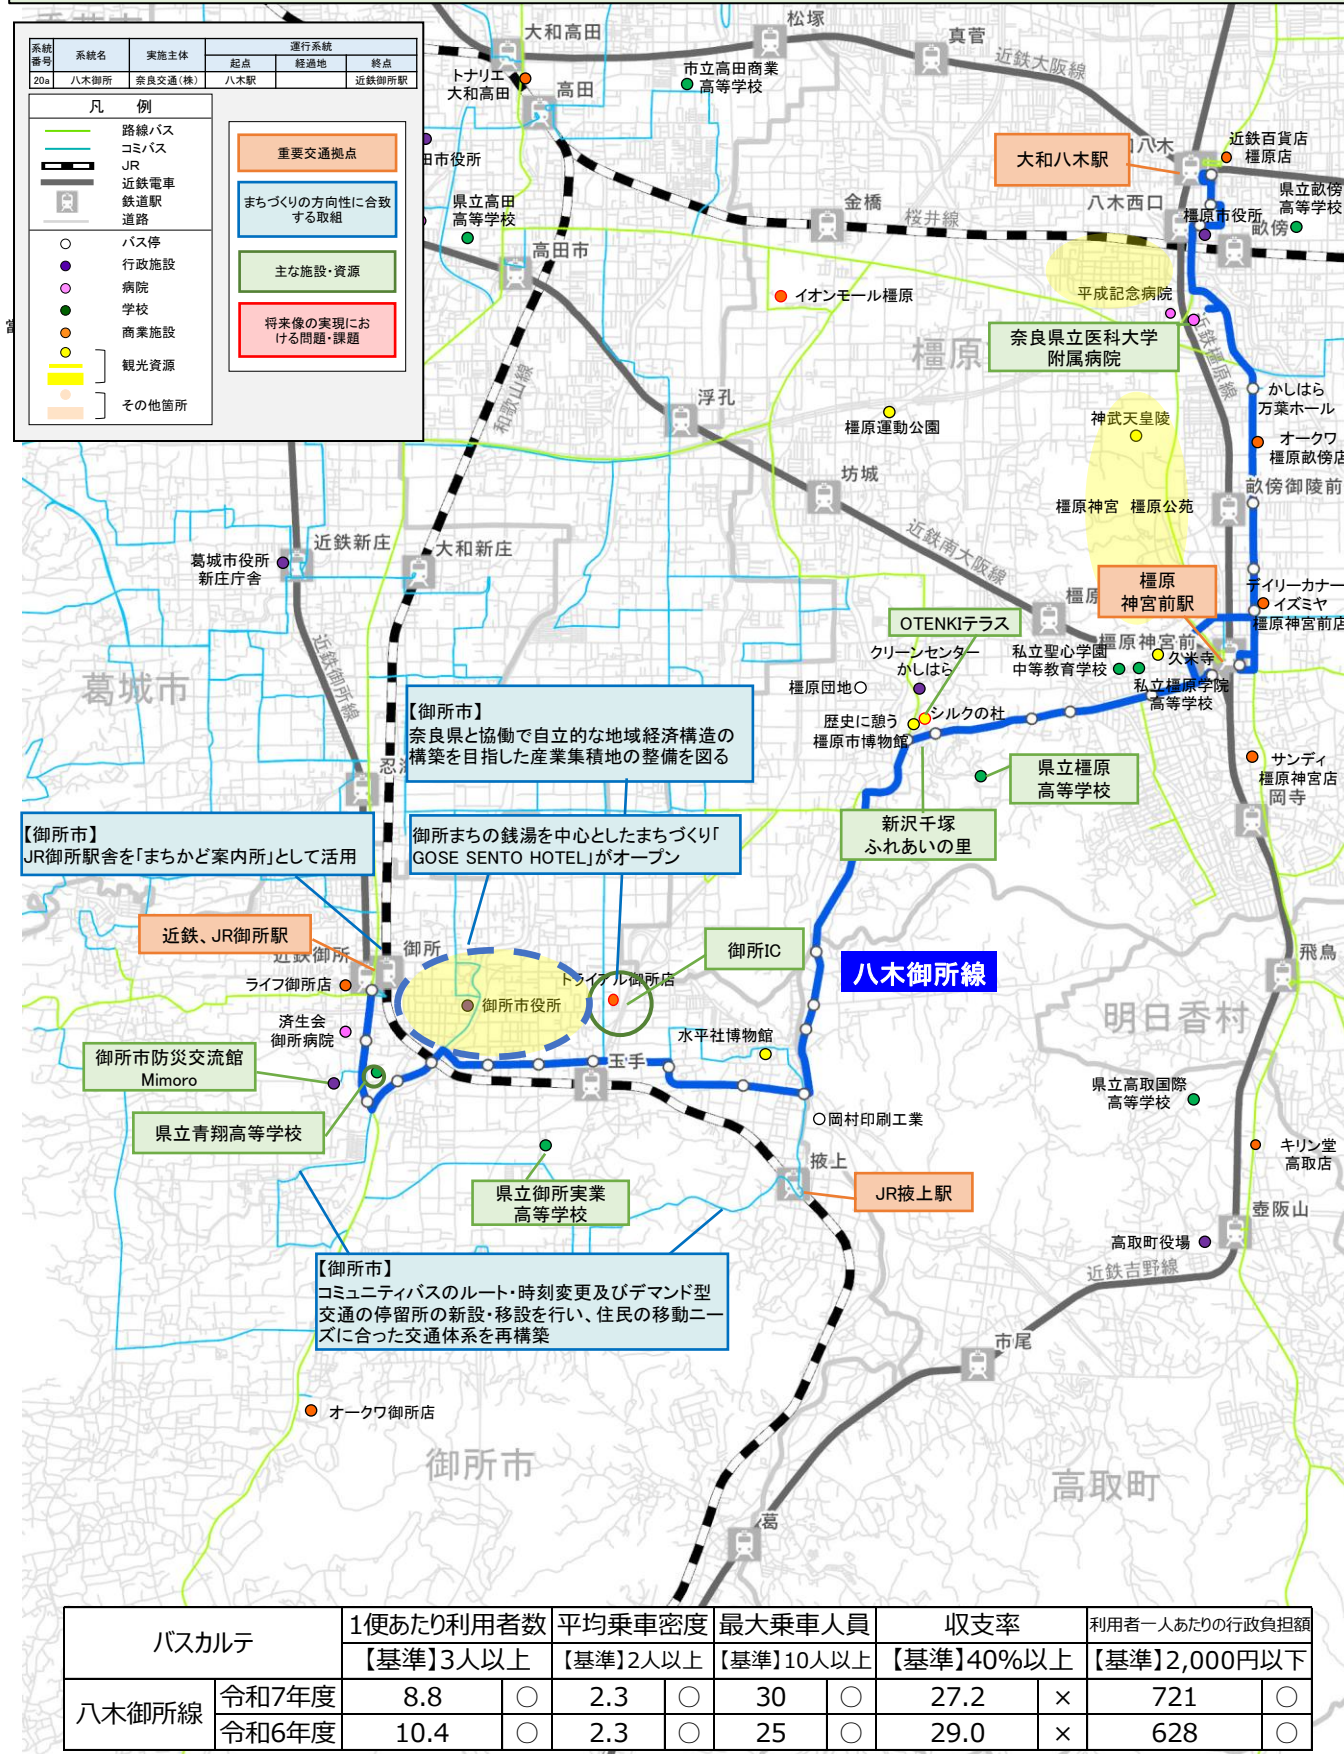 系統番号 系統名 実施主体 運行系統
起点 経過地 終点
20a 八木御所 奈良交通(株) 八木駅 近鉄御所駅
凡 例
路線バス
コミバス
JR
近鉄電車
鉄道駅
道路
バス停
行政施設
病院
学校
商業施設
観光資源
その他箇所
重要交通拠点
まちづくりの方向性に合致
する取組
主な施設・資源
将来像の実現にお
ける問題・課題
大和高田
松塚
真菅
近鉄大阪線
トナリエ
大和高田
高田
市立高田商業
高等学校
大和八木駅
八木
近鉄百貨店
橿原店
田市役所
県立高田
高等学校
金橋
桜井線
八木西口
県立畝傍
高等学校
橿原市役所
畝傍
高田市
イオンモール橿原
平成記念病院
奈良県立医科大学
附属病院
橿原
近鉄橿原線
和歌山線
浮孔
橿原運動公園
かしはら
万葉ホール
神武天皇陵
オークワ
橿原畝傍店
坊城
畝傍御陵前
橿原神宮 橿原公苑
近鉄南大阪線
近鉄新庄
大和新庄
葛城市役所
新庄庁舎
橿原
神宮前駅
デイリーカナート
イズミヤ
橿原神宮前店
橿原神宮前
OTENKIテラス
クリーンセンター
かしはら
私立聖心学園
中等教育学校
久米寺
私立橿原学院
高等学校
葛城市
近鉄御所線
橿原団地
シルクの杜
歴史に憩う
橿原市博物館
【御所市】
奈良県と協働で自立的な地域経済構造の
構築を目指した産業集積地の整備を図る
県立橿原
高等学校
サンディ
橿原神宮店
岡寺
新沢千塚
ふれあいの里
【御所市】
JR御所駅舎を「まちかど案内所」として活用
御所まちの銭湯を中心としたまちづくり「
GOSE SENTO HOTEL」がオープン
近鉄、JR御所駅
近鉄御所
御所
御所IC
八木御所線
飛鳥
ライフ御所店
トライアル御所店
御所市役所
明日香村
済生会
御所病院
水平社博物館
御所市防災交流館
Mimoro
玉手
県立高取国際
高等学校
岡村印刷工業
県立青翔高等学校
掖上
キリン堂
高取店
県立御所実業
高等学校
JR掖上駅
壺阪山
高取町役場
近鉄吉野線
【御所市】
コミュニティバスのルート・時刻変更及びデマンド型
交通の停留所の新設・移設を行い、住民の移動ニー
ズに合った交通体系を再構築
市尾
オークワ御所店
御所市
高取町
葛
バスカルテ 1便あたり利用者数 平均乗車密度 最大乗車人員 収支率 利用者一人あたりの行政負担額
【基準】3人以上 【基準】2人以上 【基準】10人以上 【基準】40%以上 【基準】2,000円以下
八木御所線 令和7年度 8.8 ○ 2.3 ○ 30 ○ 27.2 × 721 ○
令和6年度 10.4 ○ 2.3 ○ 25 ○ 29.0 × 628 ○